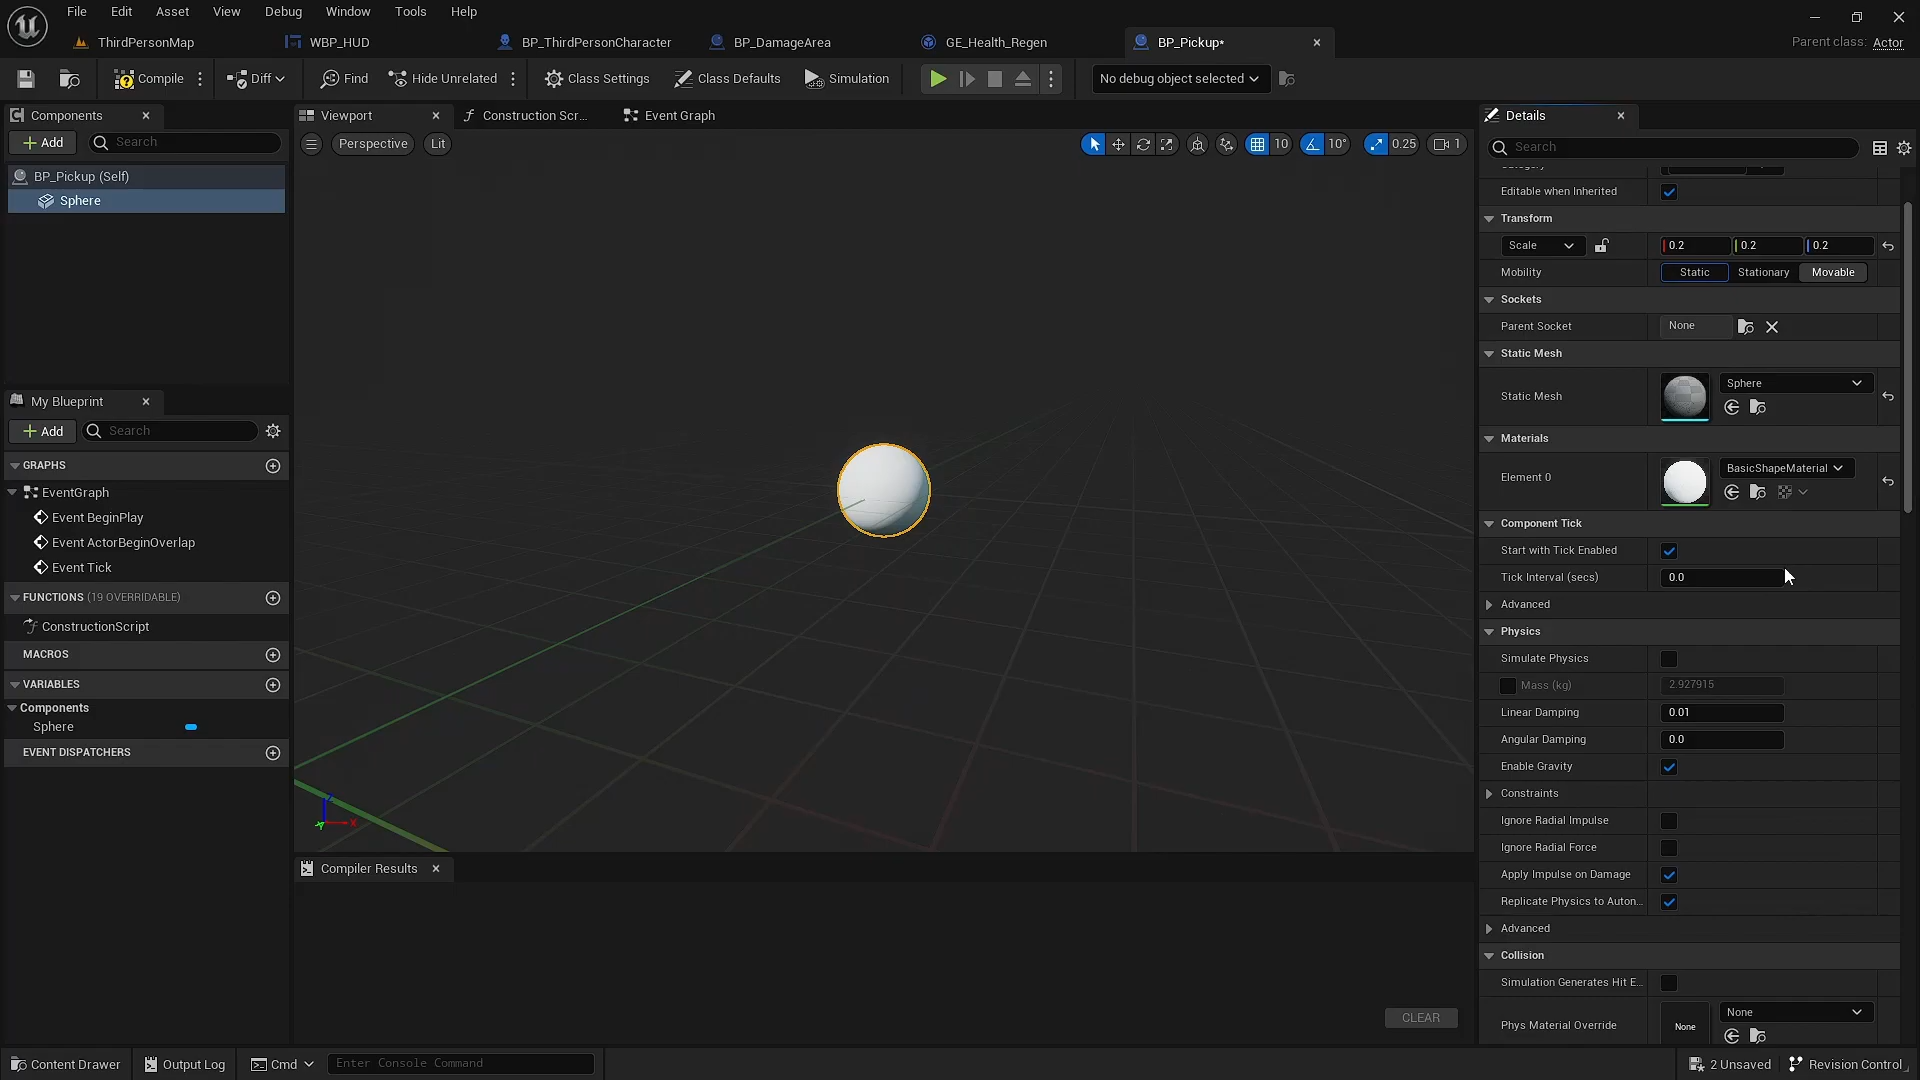 File Edit Asset View Debug Window Tools Help
ThirdPersonMap WBP_HUD BP_ThirdPersonCharacter BP_DamageArea GE_Health_Regen BP_Pickup* Parent class: Actor
Compile Diff Find Hide Unrelated Class Settings Class Defaults Simulation No debug object selected
Components
Add Search
BP_Pickup (Self)
Sphere
My Blueprint
Add Search
GRAPHS
EventGraph
Event BeginPlay
Event ActorBeginOverlap
Event Tick
FUNCTIONS (19 OVERRIDABLE)
ConstructionScript
MACROS
VARIABLES
Components
Sphere
EVENT DISPATCHERS
Viewport Construction Scr... Event Graph
Perspective Lit 10 10° 0.25 1
Z
X
Y
Compiler Results
CLEAR
Details
Search
Editable when Inherited
Transform
Scale 0.2 0.2 0.2
Mobility Static Stationary Movable
Sockets
Parent Socket None
Static Mesh
Static Mesh Sphere
Materials
Element 0 BasicShapeMaterial
Component Tick
Start with Tick Enabled
Tick Interval (secs) 0.0
Advanced
Physics
Simulate Physics
Mass (kg) 2.927915
Linear Damping 0.01
Angular Damping 0.0
Enable Gravity
Constraints
Ignore Radial Impulse
Ignore Radial Force
Apply Impulse on Damage
Replicate Physics to Auton...
Advanced
Collision
Simulation Generates Hit E...
Phys Material Override None None
Content Drawer Output Log Cmd Enter Console Command 2 Unsaved Revision Control